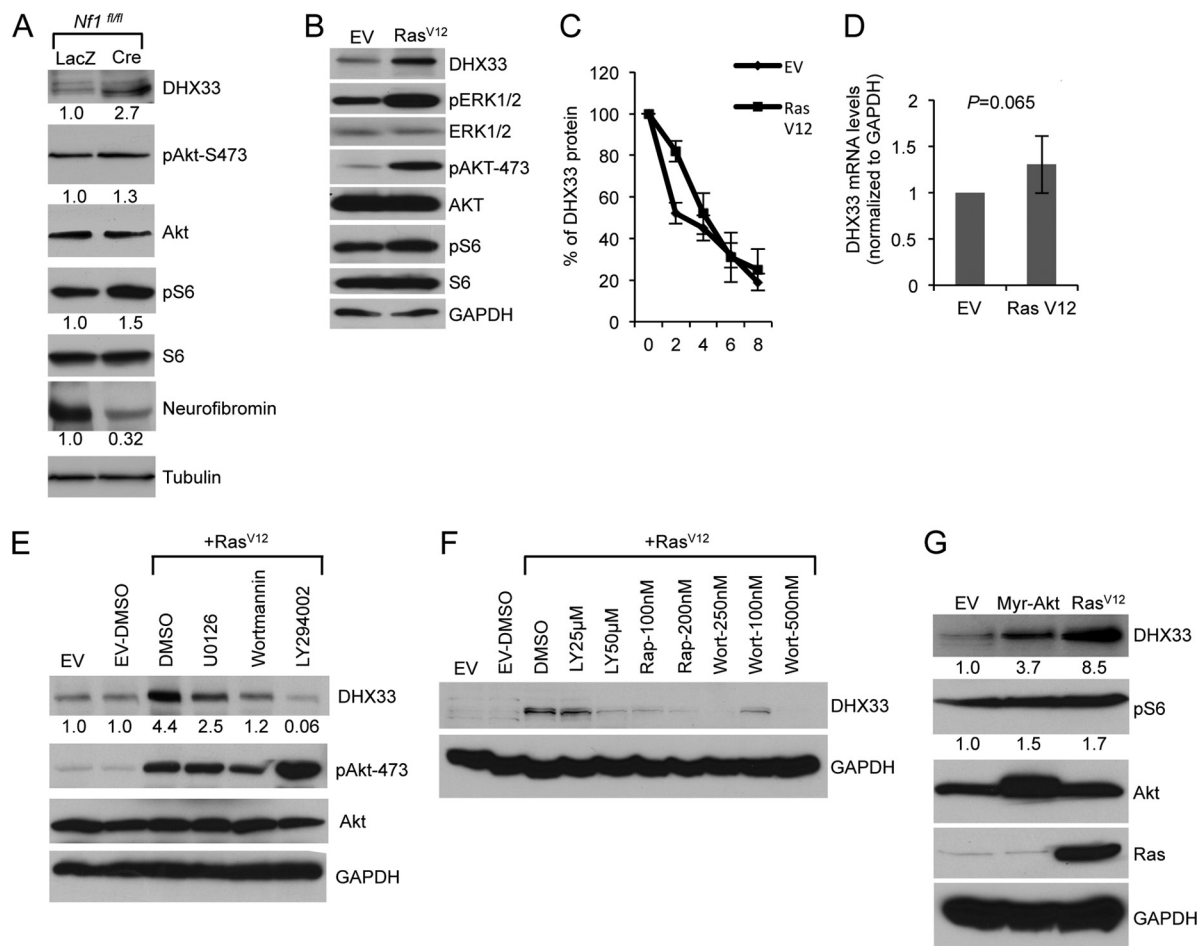 A
Nf1 fl/fl
LacZ Cre
DHX33
1.0 2.7
pAkt-S473
1.0 1.3
Akt
pS6
1.0 1.5
S6
Neurofibromin
1.0 0.32
Tubulin
B
EV RasV12
DHX33
pERK1/2
ERK1/2
pAKT-473
AKT
pS6
S6
GAPDH
C
EV
Ras V12
% of DHX33 protein
120
100
80
60
40
20
0
0 2 4 6 8
D
P=0.065
DHX33 mRNA levels
(normalized to GAPDH)
2
1.5
1
0.5
0
EV Ras V12
E
+RasV12
EV
EV-DMSO
DMSO
U0126
Wortmannin
LY294002
DHX33
1.0 1.0 4.4 2.5 1.2 0.06
pAkt-473
Akt
GAPDH
F
+RasV12
EV
EV-DMSO
DMSO
LY25µM
LY50µM
Rap-100nM
Rap-200nM
Wort-250nM
Wort-100nM
Wort-500nM
DHX33
GAPDH
G
EV Myr-Akt RasV12
DHX33
1.0 3.7 8.5
pS6
1.0 1.5 1.7
Akt
Ras
GAPDH